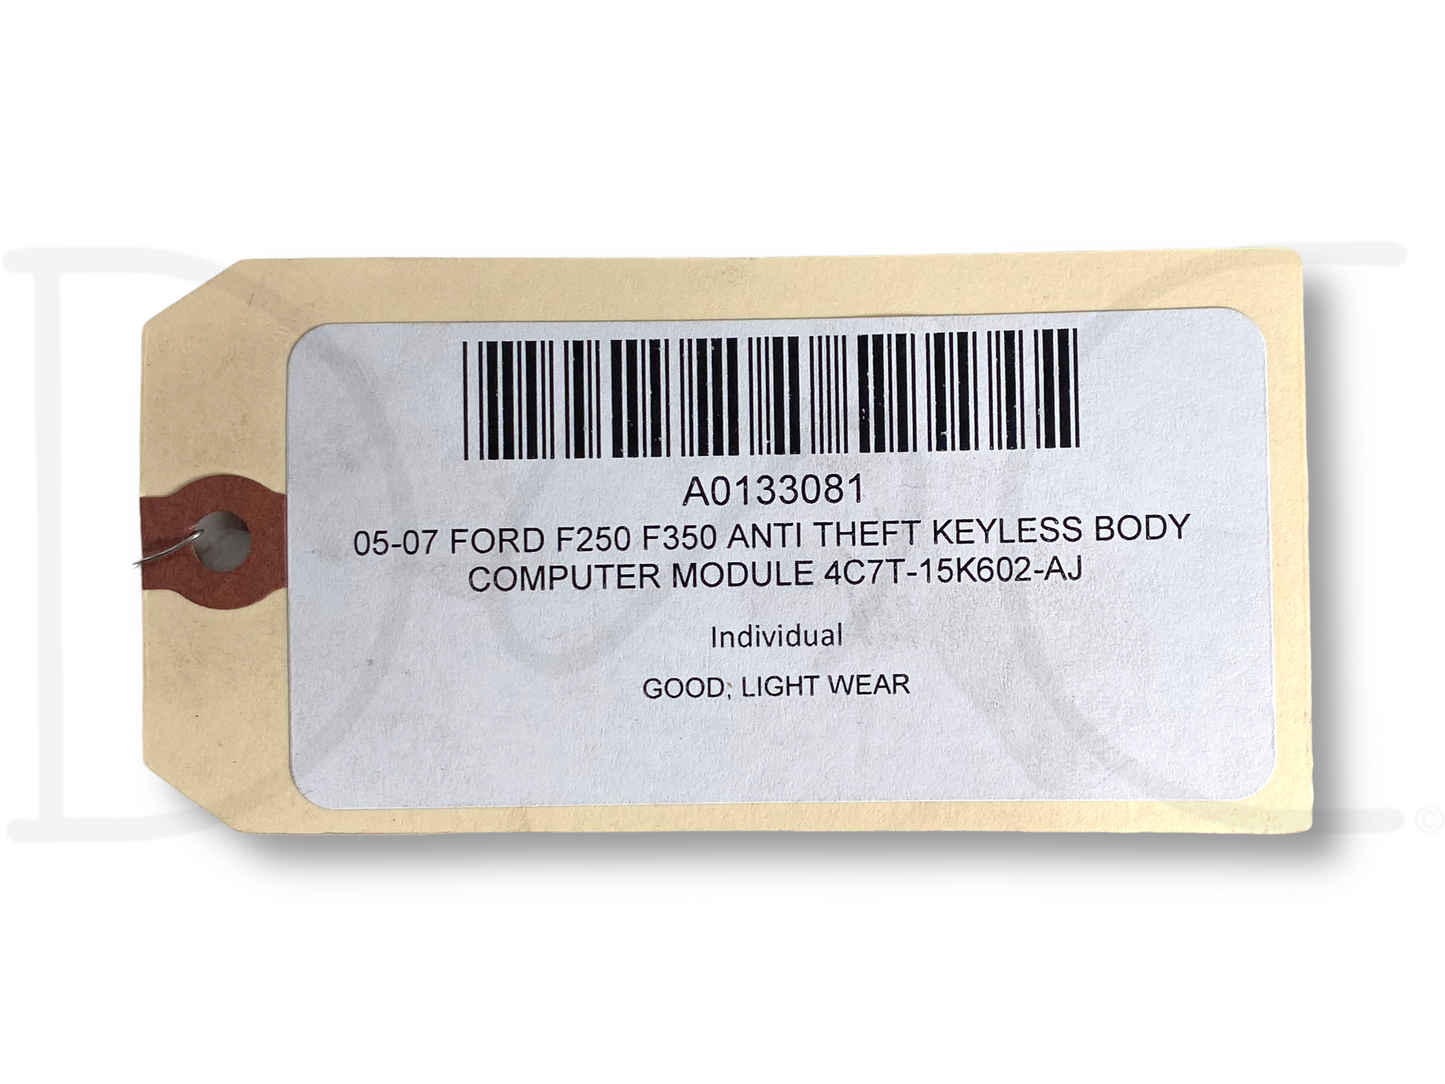 A0133081
05-07 FORD F250 F350 ANTI THEFT KEYLESS BODY
COMPUTER MODULE 4C7T-15K602-AJ
Individual
GOOD; LIGHT WEAR
D C ©